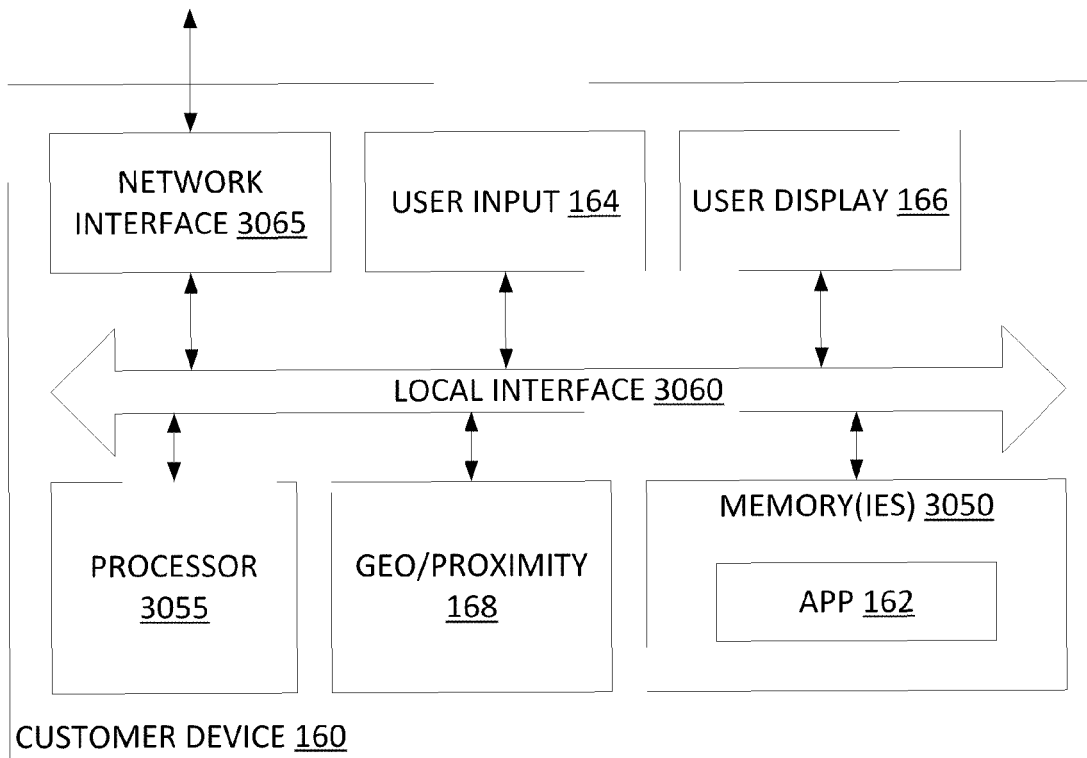 NETWORK
INTERFACE 3065
USER INPUT 164
USER DISPLAY 166
LOCAL INTERFACE 3060
PROCESSOR
3055
GEO/PROXIMITY
168
MEMORY(IES) 3050
APP 162
CUSTOMER DEVICE 160